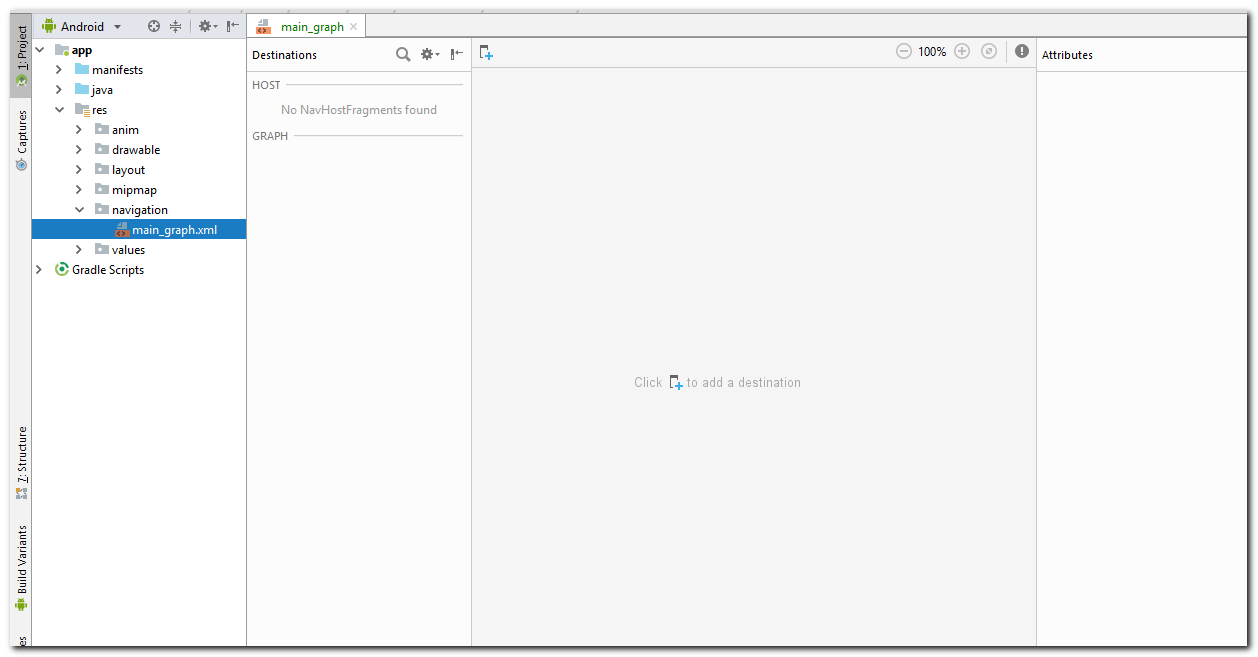 1: Project
Captures
7: Structure
Build Variants
Android
app
manifests
java
res
anim
drawable
layout
mipmap
navigation
main_graph.xml
values
Gradle Scripts
main_graph
Destinations
HOST
No NavHostFragments found
GRAPH
100%
Click to add a destination
Attributes